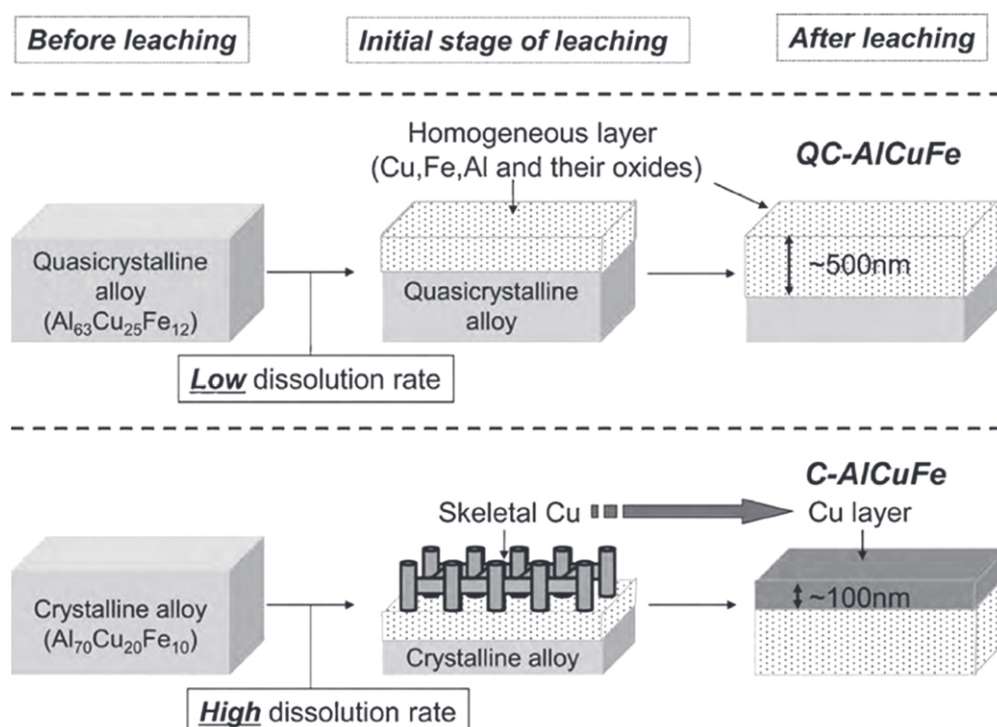 Before leaching
Initial stage of leaching
After leaching
Homogeneous layer
(Cu,Fe,Al and their oxides)
QC-AlCuFe
Quasicrystalline
alloy
(Al₆₃Cu₂₅Fe₁₂)
Quasicrystalline
alloy
~500nm
Low dissolution rate
C-AlCuFe
Skeletal Cu
Cu layer
Crystalline alloy
(Al₇₀Cu₂₀Fe₁₀)
Crystalline alloy
~100nm
High dissolution rate